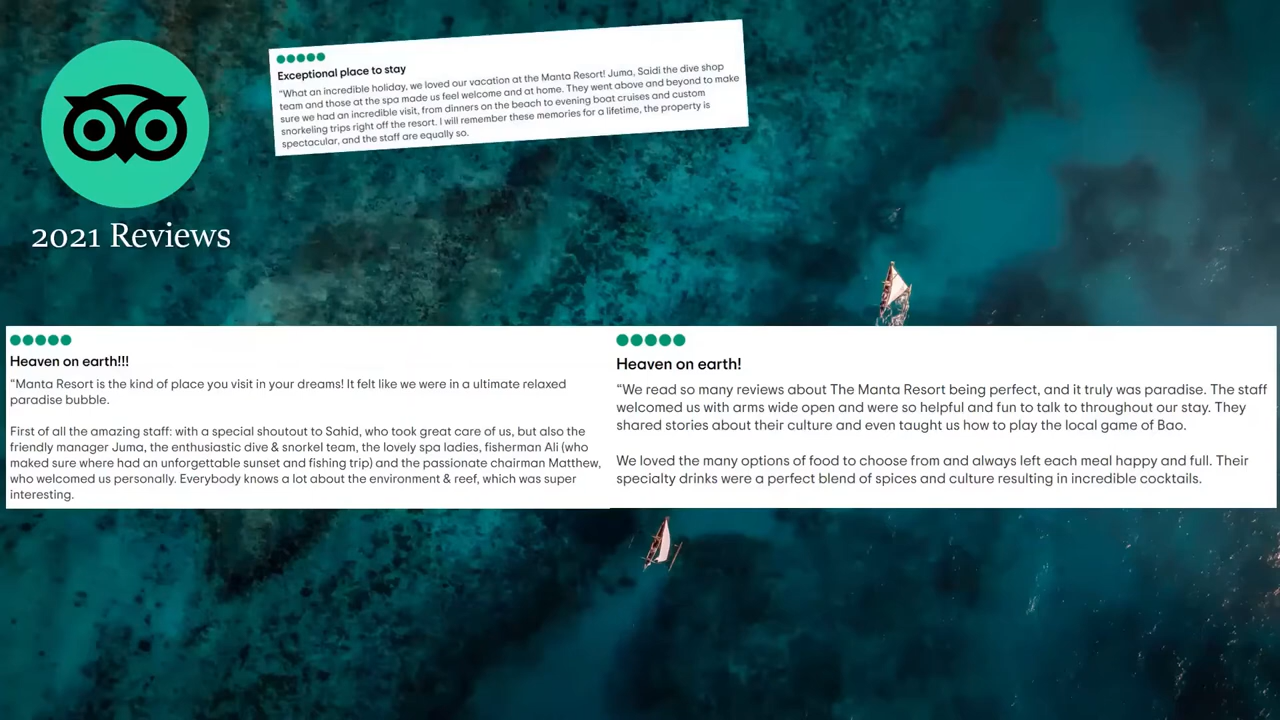 Exceptional place to stay
“What an incredible holiday, we loved our vacation at the Manta Resort! Juma, Saidi the dive shop
team and those at the spa made us feel welcome and at home. They went above and beyond to make
sure we had an incredible visit, from dinners on the beach to evening boat cruises and custom
snorkeling trips right off the resort. I will remember these memories for a lifetime, the property is
spectacular, and the staff are equally so.
2021 Reviews
Heaven on earth!!!
“Manta Resort is the kind of place you visit in your dreams! It felt like we were in a ultimate relaxed
paradise bubble.
First of all the amazing staff: with a special shoutout to Sahid, who took great care of us, but also the
friendly manager Juma, the enthusiastic dive & snorkel team, the lovely spa ladies, fisherman Ali (who
made sure where had an unforgettable sunset and fishing trip) and the passionate chairman Matthew,
who welcomed us personally. Everybody knows a lot about the environment & reef, which was super
interesting.
Heaven on earth!
“We read so many reviews about The Manta Resort being perfect, and it truly was paradise. The staff
welcomed us with arms wide open and were so helpful and fun to talk to throughout our stay. They
shared stories about their culture and even taught us how to play the local game of Bao.
We loved the many options of food to choose from and always left each meal happy and full. Their
specialty drinks were a perfect blend of spices and culture resulting in incredible cocktails.